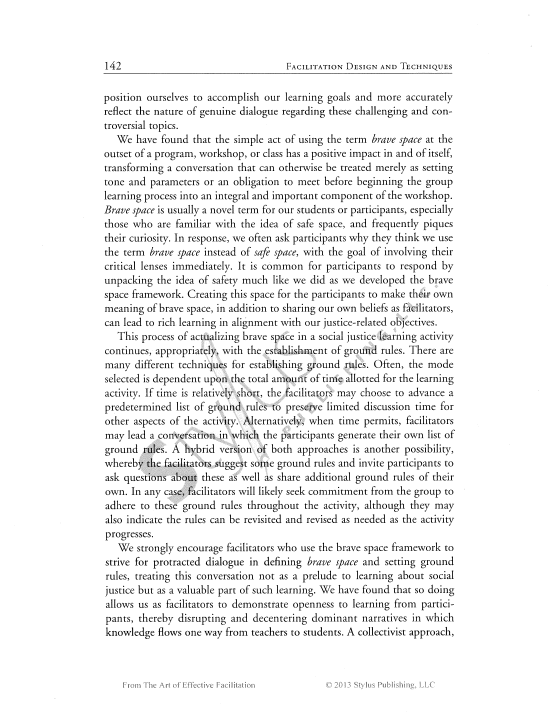 142 FACILITATION DESIGN AND TECHNIQUES
position ourselves to accomplish our learning goals and more accurately
reflect the nature of genuine dialogue regarding these challenging and con-
troversial topics.
We have found that the simple act of using the term brave space at the
outset of a program, workshop, or class has a positive impact in and of itself,
transforming a conversation that can otherwise be treated merely as setting
tone and parameters or an obligation to meet before beginning the group
learning process into an integral and important component of the workshop.
Brave space is usually a novel term for our students or participants, especially
those who are familiar with the idea of safe space, and frequently piques
their curiosity. In response, we often ask participants why they think we use
the term brave space instead of safe space, with the goal of involving their
critical lenses immediately. It is common for participants to respond by
unpacking the idea of safety much like we did as we developed the brave
space framework. Creating this space for the participants to make their own
meaning of brave space, in addition to sharing our own beliefs as facilitators,
can lead to rich learning in alignment with our justice-related objectives.
This process of actualizing brave space in a social justice learning activity
continues, appropriately, with the establishment of ground rules. There are
many different techniques for establishing ground rules. Often, the mode
selected is dependent upon the total amount of time allotted for the learning
activity. If time is relatively short, the facilitators may choose to advance a
predetermined list of ground rules to preserve limited discussion time for
other aspects of the activity. Alternatively, when time permits, facilitators
may lead a conversation in which the participants generate their own list of
ground rules. A hybrid version of both approaches is another possibility,
whereby the facilitators suggest some ground rules and invite participants to
ask questions about these as well as share additional ground rules of their
own. In any case, facilitators will likely seek commitment from the group to
adhere to these ground rules throughout the activity, although they may
also indicate the rules can be revisited and revised as needed as the activity
progresses.
We strongly encourage facilitators who use the brave space framework to
strive for protracted dialogue in defining brave space and setting ground
rules, treating this conversation not as a prelude to learning about social
justice but as a valuable part of such learning. We have found that so doing
allows us as facilitators to demonstrate openness to learning from partici-
pants, thereby disrupting and decentering dominant narratives in which
knowledge flows one way from teachers to students. A collectivist approach,
From The Art of Effective Facilitation © 2013 Stylus Publishing, LLC